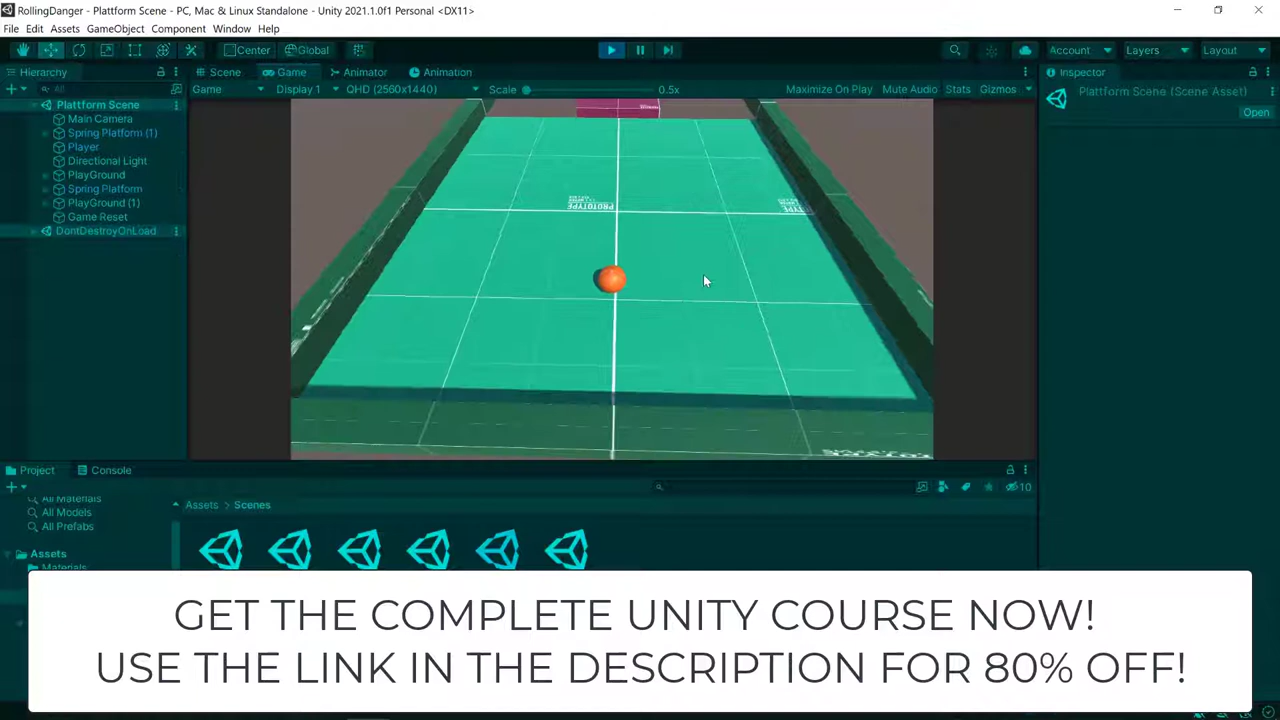 RollingDanger - Plattform Scene - PC, Mac & Linux Standalone - Unity 2021.1.0f1 Personal <DX11>
File Edit Assets GameObject Component Window Help
Center Global Account Layers Layout
Hierarchy Scene Game Animator Animation Inspector
All Game Display 1 QHD (2560x1440) Scale 0.5x Maximize On Play Mute Audio Stats Gizmos
Plattform Scene (Scene Asset)
Open
Plattform Scene
Main Camera
Spring Platform (1)
Player
Directional Light
PlayGround
Spring Platform
PlayGround (1)
Game Reset
DontDestroyOnLoad
PROTOTYPE
Project Console
10
All Materials
All Models
All Prefabs
Assets > Scenes
Assets
Materials
GET THE COMPLETE UNITY COURSE NOW!
USE THE LINK IN THE DESCRIPTION FOR 80% OFF!